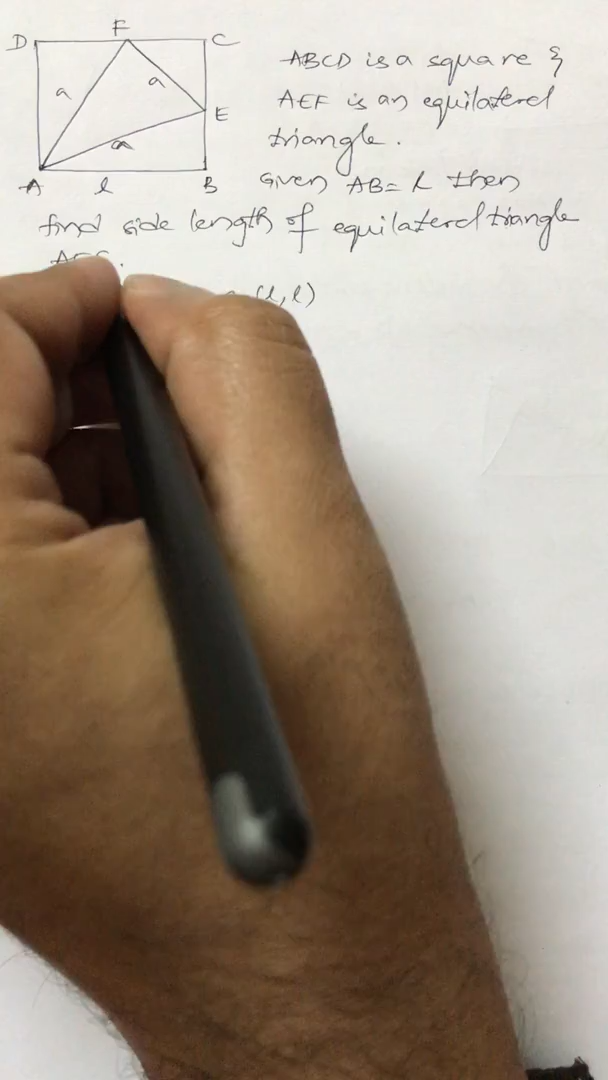 D F C
a a
E
a
A l B
ABCD is a square &
AEF is an equilateral
triangle.
Given AB = l then
find side length of equilateral triangle
(l, l)